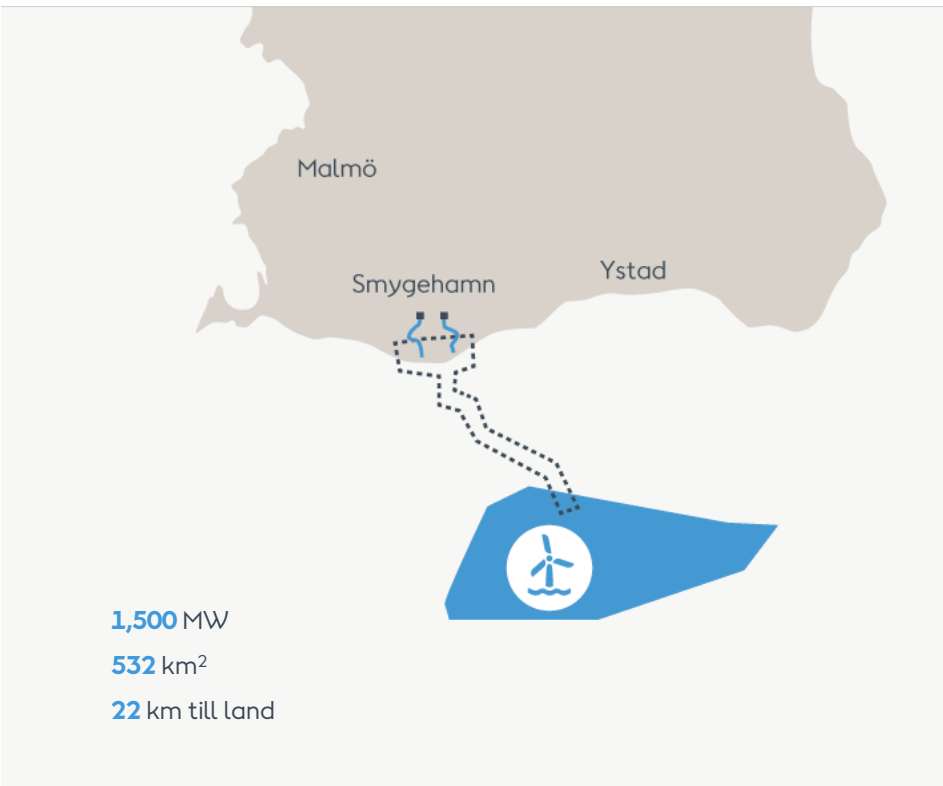 Malmö
Smygehamn
Ystad
1,500 MW
532 km²
22 km till land